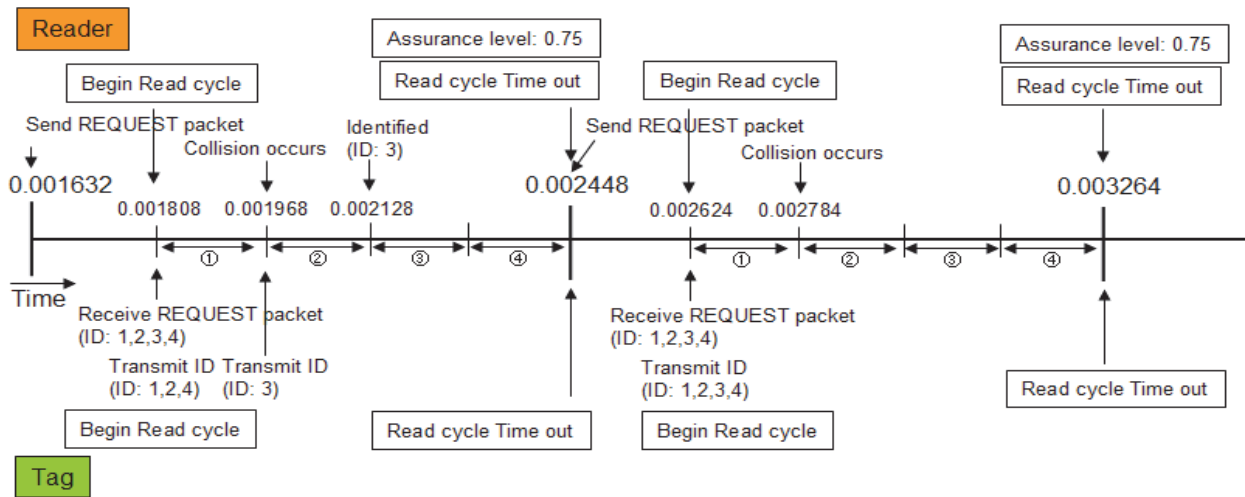 Reader
Assurance level: 0.75
Assurance level: 0.75
Begin Read cycle
Read cycle Time out
Begin Read cycle
Read cycle Time out
Send REQUEST packet
Identified
(ID: 3)
Send REQUEST packet
Collision occurs
Collision occurs
0.001632
0.002448
0.003264
0.001808
0.001968
0.002128
0.002624
0.002784
①
②
③
④
①
②
③
④
Time
Receive REQUEST packet
(ID: 1,2,3,4)
Receive REQUEST packet
(ID: 1,2,3,4)
Transmit ID
(ID: 1,2,4)
Transmit ID
(ID: 3)
Transmit ID
(ID: 1,2,3,4)
Read cycle Time out
Begin Read cycle
Read cycle Time out
Begin Read cycle
Tag